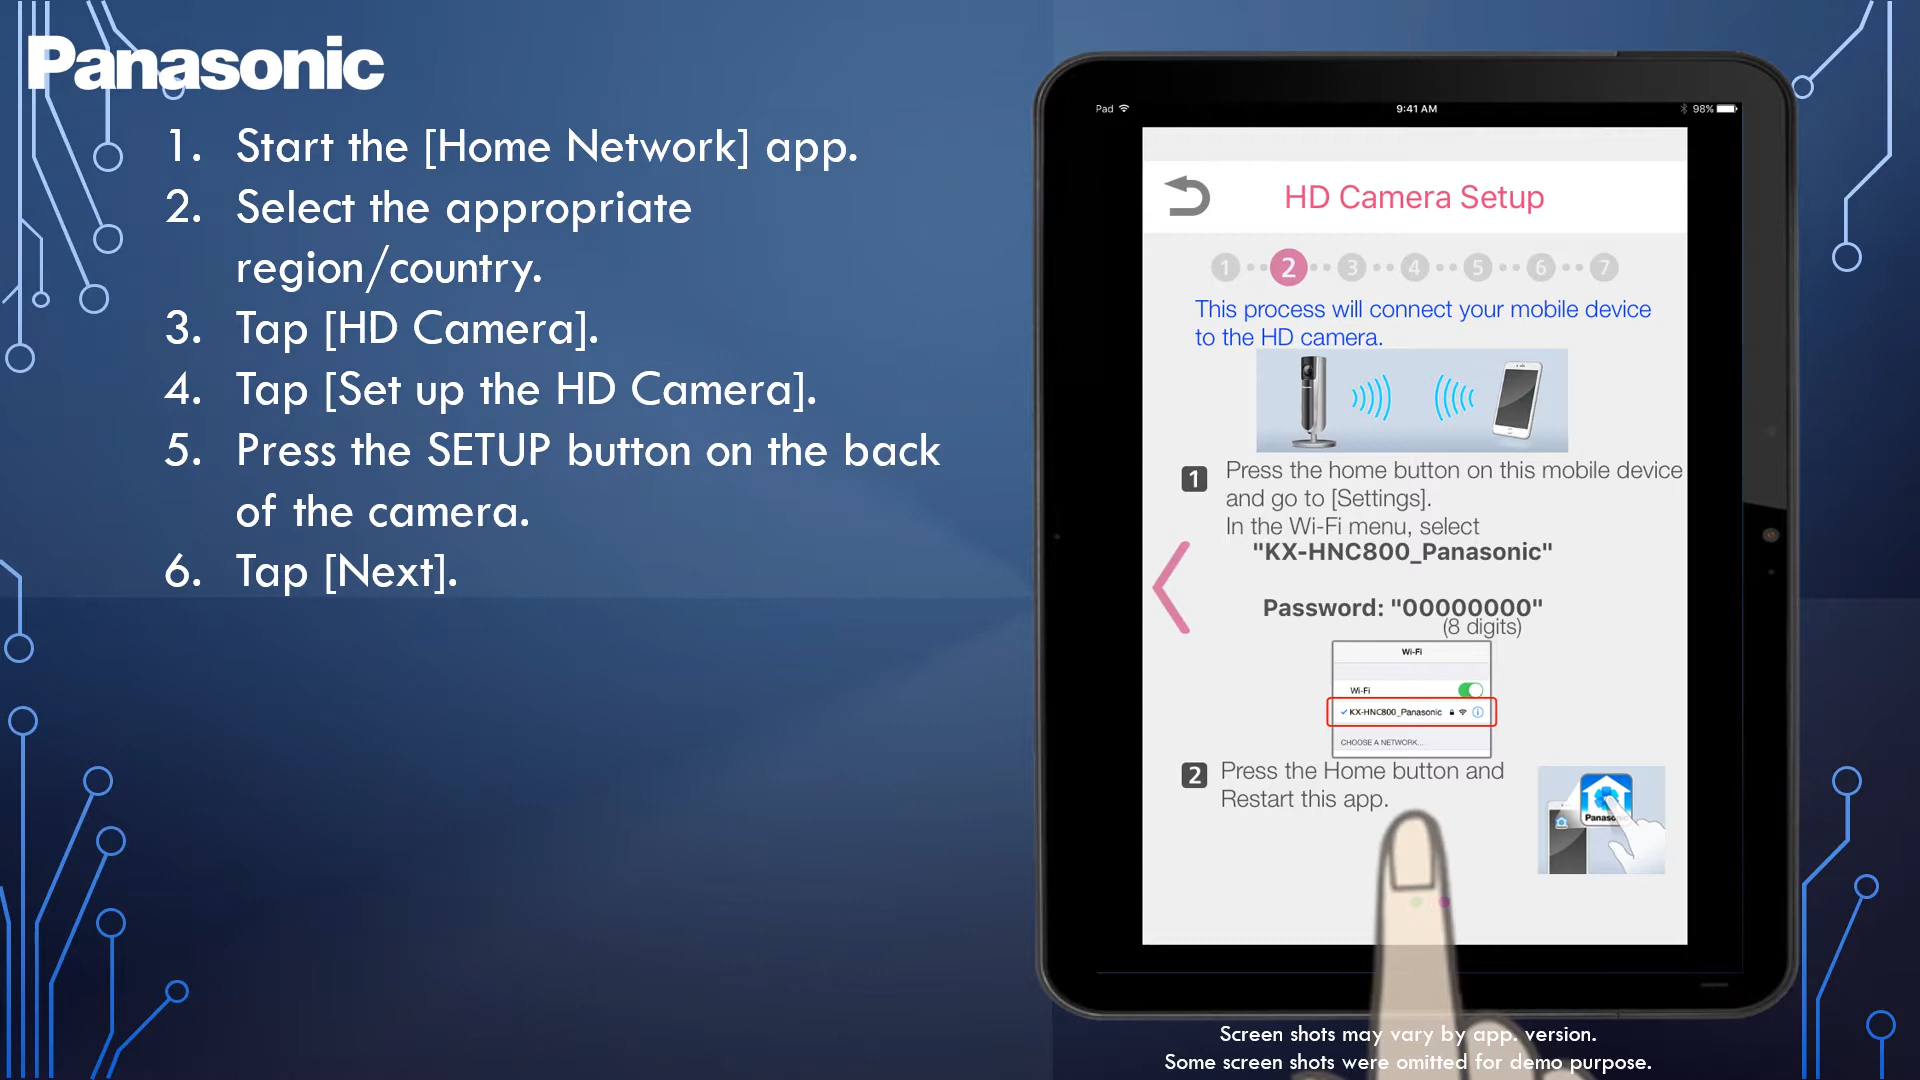 Panasonic
1. Start the [Home Network] app.
2. Select the appropriate
region/country.
3. Tap [HD Camera].
4. Tap [Set up the HD Camera].
5. Press the SETUP button on the back
of the camera.
6. Tap [Next].
Pad 9:41 AM 98%
HD Camera Setup
1 2 3 4 5 6 7
This process will connect your mobile device
to the HD camera.
1 Press the home button on this mobile device
and go to [Settings].
In the Wi-Fi menu, select
"KX-HNC800_Panasonic"
Password: "00000000"
(8 digits)
Wi-Fi
Wi-Fi
KX-HNC800_Panasonic
CHOOSE A NETWORK...
2 Press the Home button and
Restart this app.
Panasonic
Screen shots may vary by app. version.
Some screen shots were omitted for demo purpose.